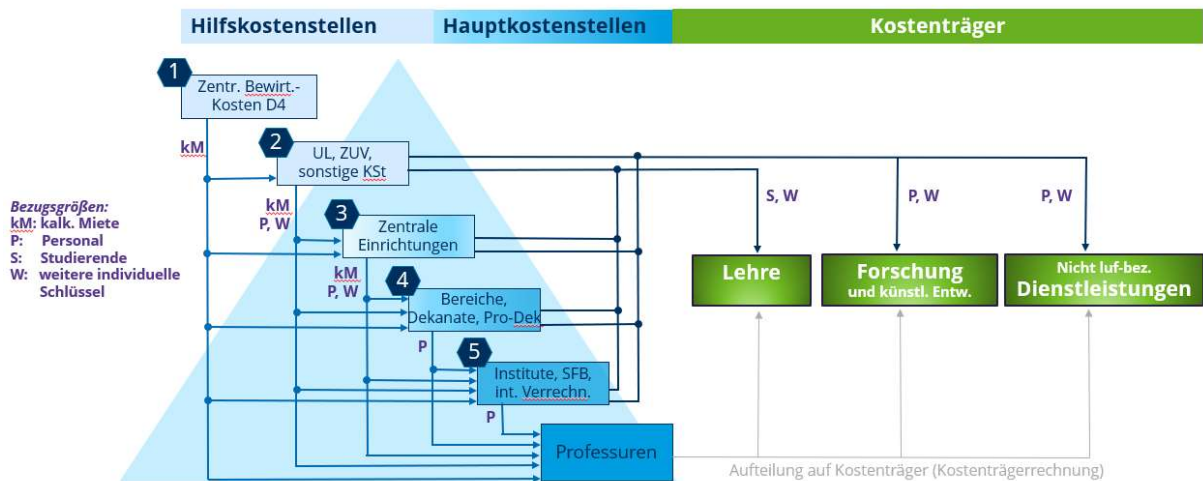 Hilfskostenstellen
Hauptkostenstellen
Kostenträger
1
Zentr. Bewirt.-
Kosten D4
kM
2
UL, ZUV,
sonstige KSt
S, W
P, W
P, W
Bezugsgrößen:
kM: kalk. Miete
P: Personal
S: Studierende
W: weitere individuelle
Schlüssel
kM
P, W
3
Zentrale
Einrichtungen
kM
P, W
4
Bereiche,
Dekanate, Pro-Dek
Lehre
Forschung
und künstl. Entw.
Nicht luf-bez.
Dienstleistungen
P
5
Institute, SFB,
int. Verrechn.
P
Professuren
Aufteilung auf Kostenträger (Kostenträgerrechnung)